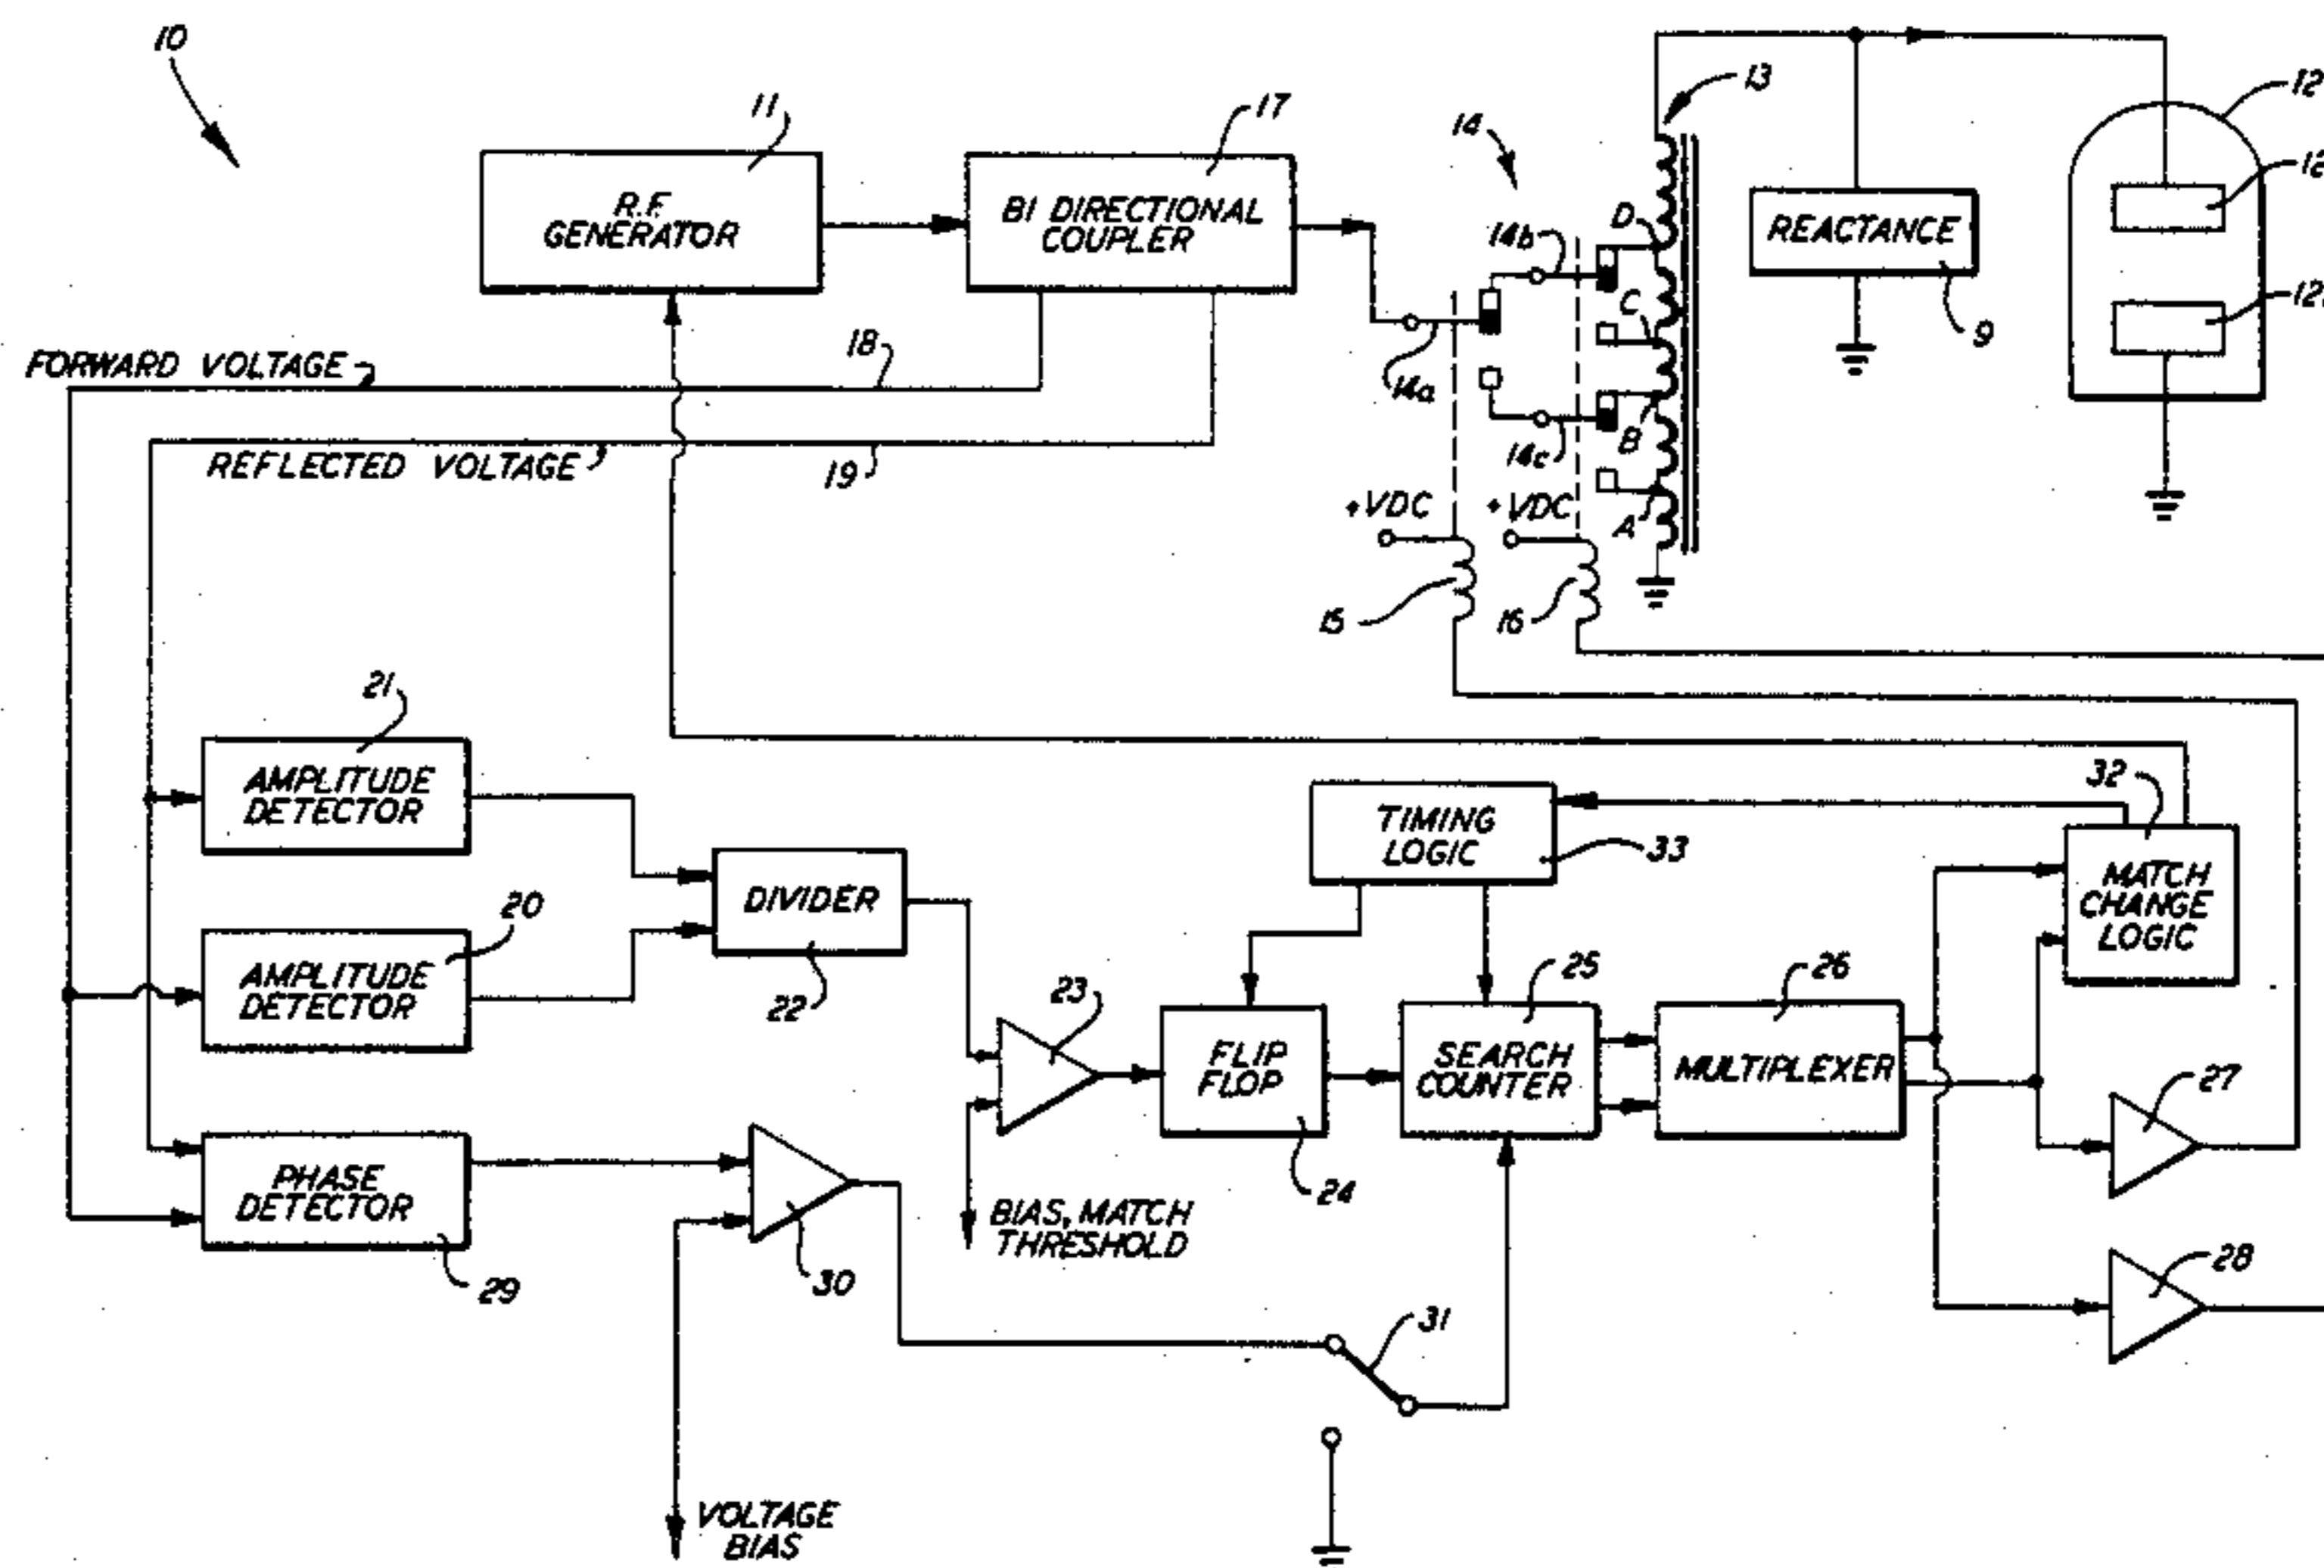 10
11
R.F.
GENERATOR
17
BI DIRECTIONAL
COUPLER
14
13
12
12
12
REACTANCE
9
D
C
B
A
14b
14a
14c
+VDC
+VDC
15
16
FORWARD VOLTAGE
18
REFLECTED VOLTAGE
19
21
AMPLITUDE
DETECTOR
20
AMPLITUDE
DETECTOR
DIVIDER
22
PHASE
DETECTOR
29
30
VOLTAGE
BIAS
23
BIAS, MATCH
THRESHOLD
FLIP
FLOP
24
TIMING
LOGIC
33
25
SEARCH
COUNTER
26
MULTIPLEXER
32
MATCH
CHANGE
LOGIC
27
28
31